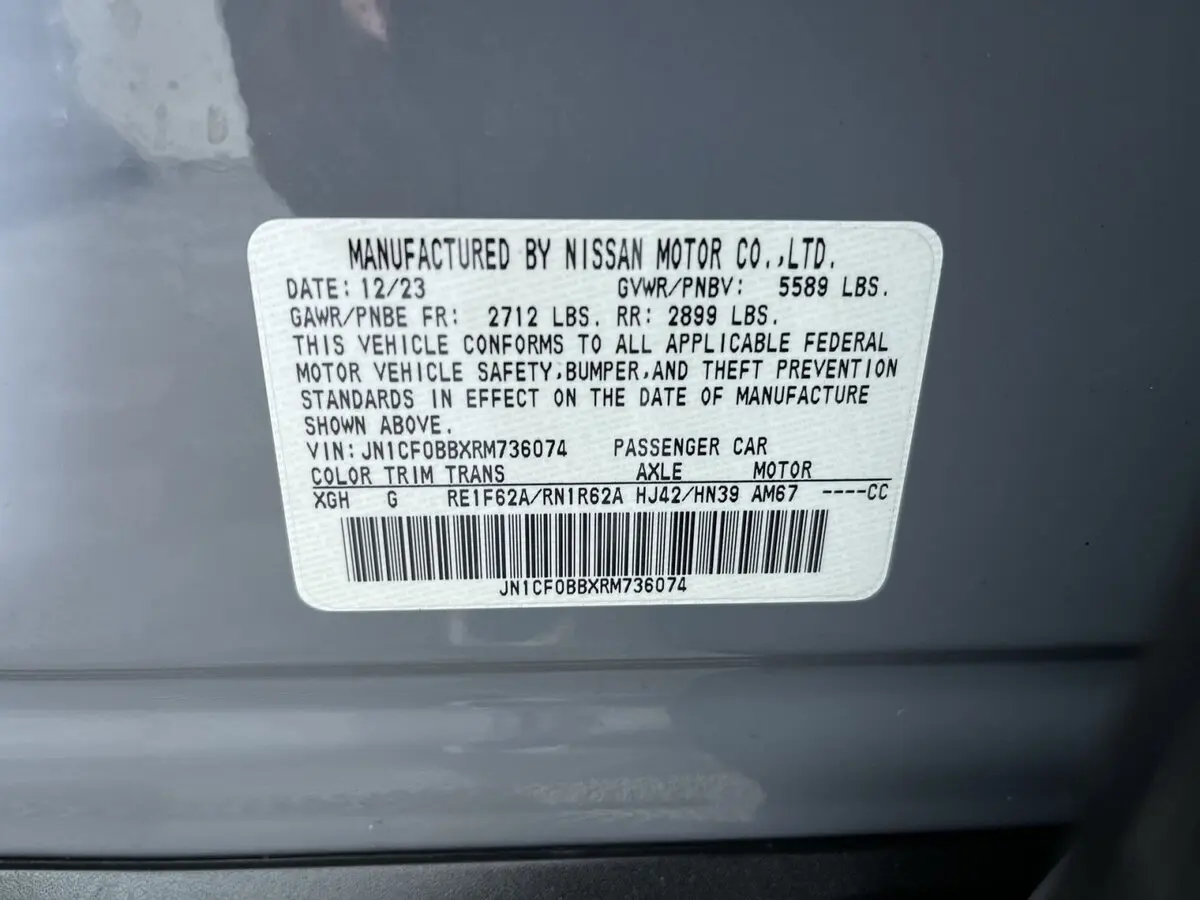 MANUFACTURED BY NISSAN MOTOR CO.,LTD.
DATE: 12/23 GVWR/PNBV: 5589 LBS.
GAWR/PNBE FR: 2712 LBS. RR: 2899 LBS.
THIS VEHICLE CONFORMS TO ALL APPLICABLE FEDERAL
MOTOR VEHICLE SAFETY,BUMPER,AND THEFT PREVENTION
STANDARDS IN EFFECT ON THE DATE OF MANUFACTURE
SHOWN ABOVE.
VIN: JN1CF0BBXRM736074 PASSENGER CAR
COLOR TRIM TRANS AXLE MOTOR
XGH G RE1F62A/RN1R62A HJ42/HN39 AM67 ----CC
JN1CF0BBXRM736074